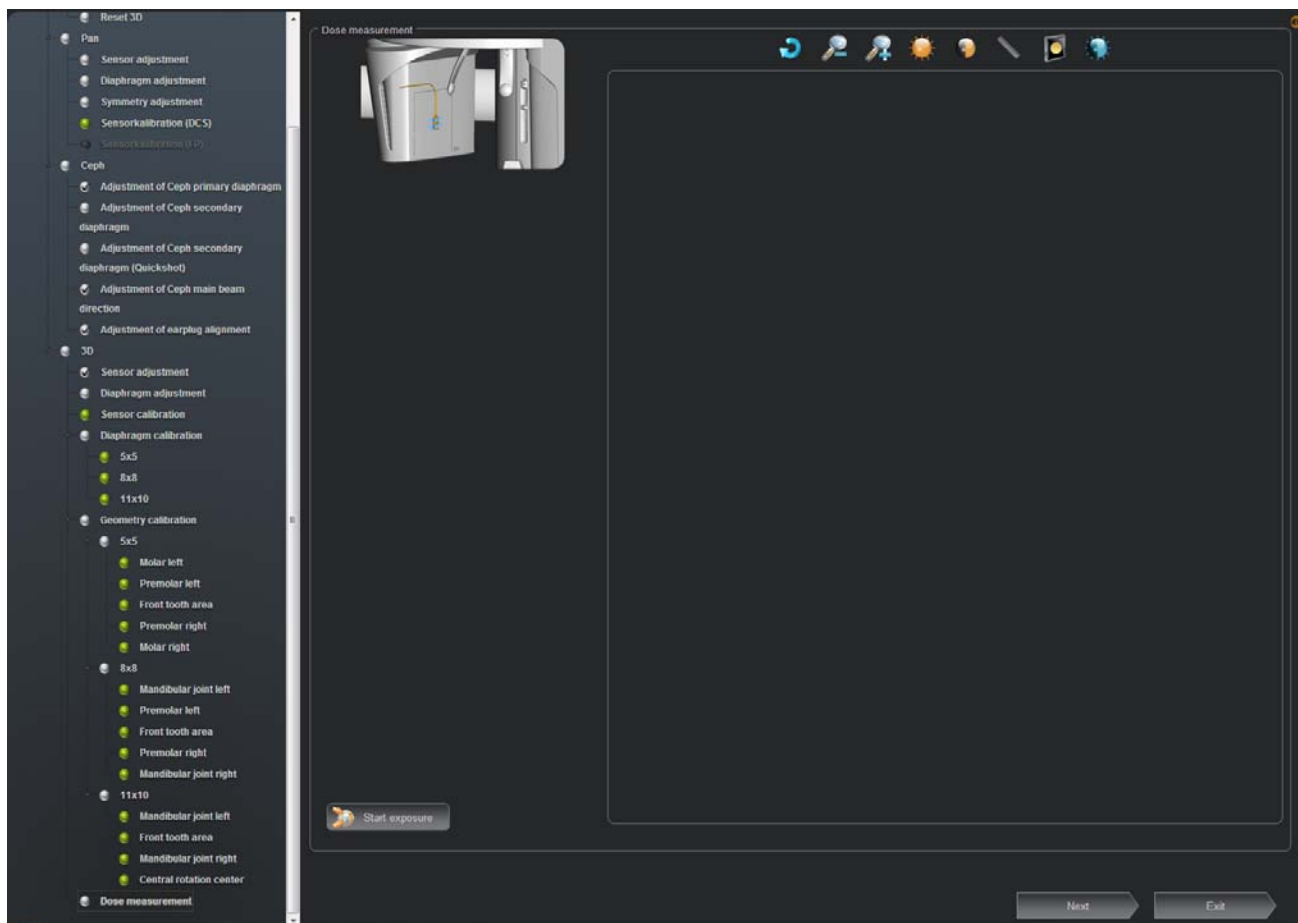 Reset 3D
Pan
Sensor adjustment
Diaphragm adjustment
Symmetry adjustment
Sensorkalibration (DCS)
Sensorkalibration (FP)
Ceph
Adjustment of Ceph primary diaphragm
Adjustment of Ceph secondary
diaphragm
Adjustment of Ceph secondary
diaphragm (Quickshot)
Adjustment of Ceph main beam
direction
Adjustment of earplug alignment
3D
Sensor adjustment
Diaphragm adjustment
Sensor calibration
Diaphragm calibration
5x5
8x8
11x10
Geometry calibration
5x5
Molar left
Premolar left
Front tooth area
Premolar right
Molar right
8x8
Mandibular joint left
Premolar left
Front tooth area
Premolar right
Mandibular joint right
11x10
Mandibular joint left
Front tooth area
Mandibular joint right
Central rotation center
Dose measurement
Dose measurement
Start exposure
Next
Exit